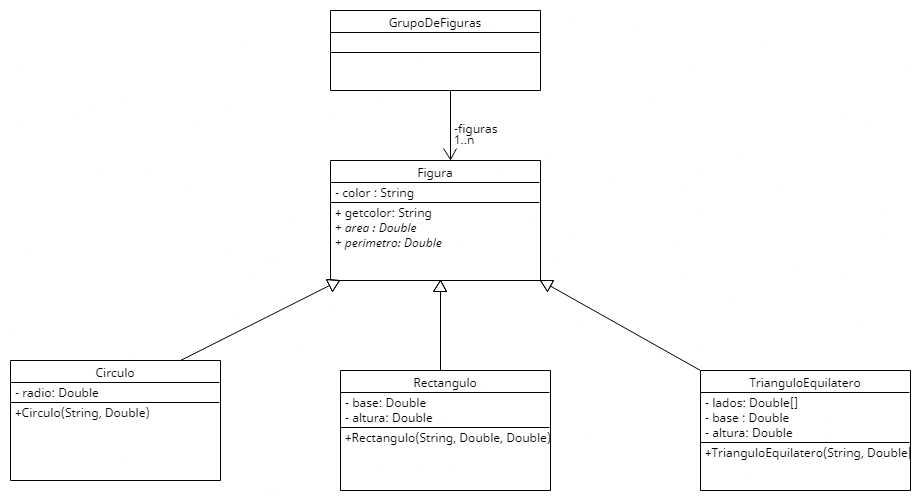 GrupoDeFiguras
-figuras
1..n
Figura
- color : String
+ getcolor: String
+ area : Double
+ perimetro: Double
Circulo
- radio: Double
+Circulo(String, Double)
Rectangulo
- base: Double
- altura: Double
+Rectangulo(String, Double, Double)
TrianguloEquilatero
- lados: Double[]
- base : Double
- altura: Double
+TrianguloEquilatero(String, Double